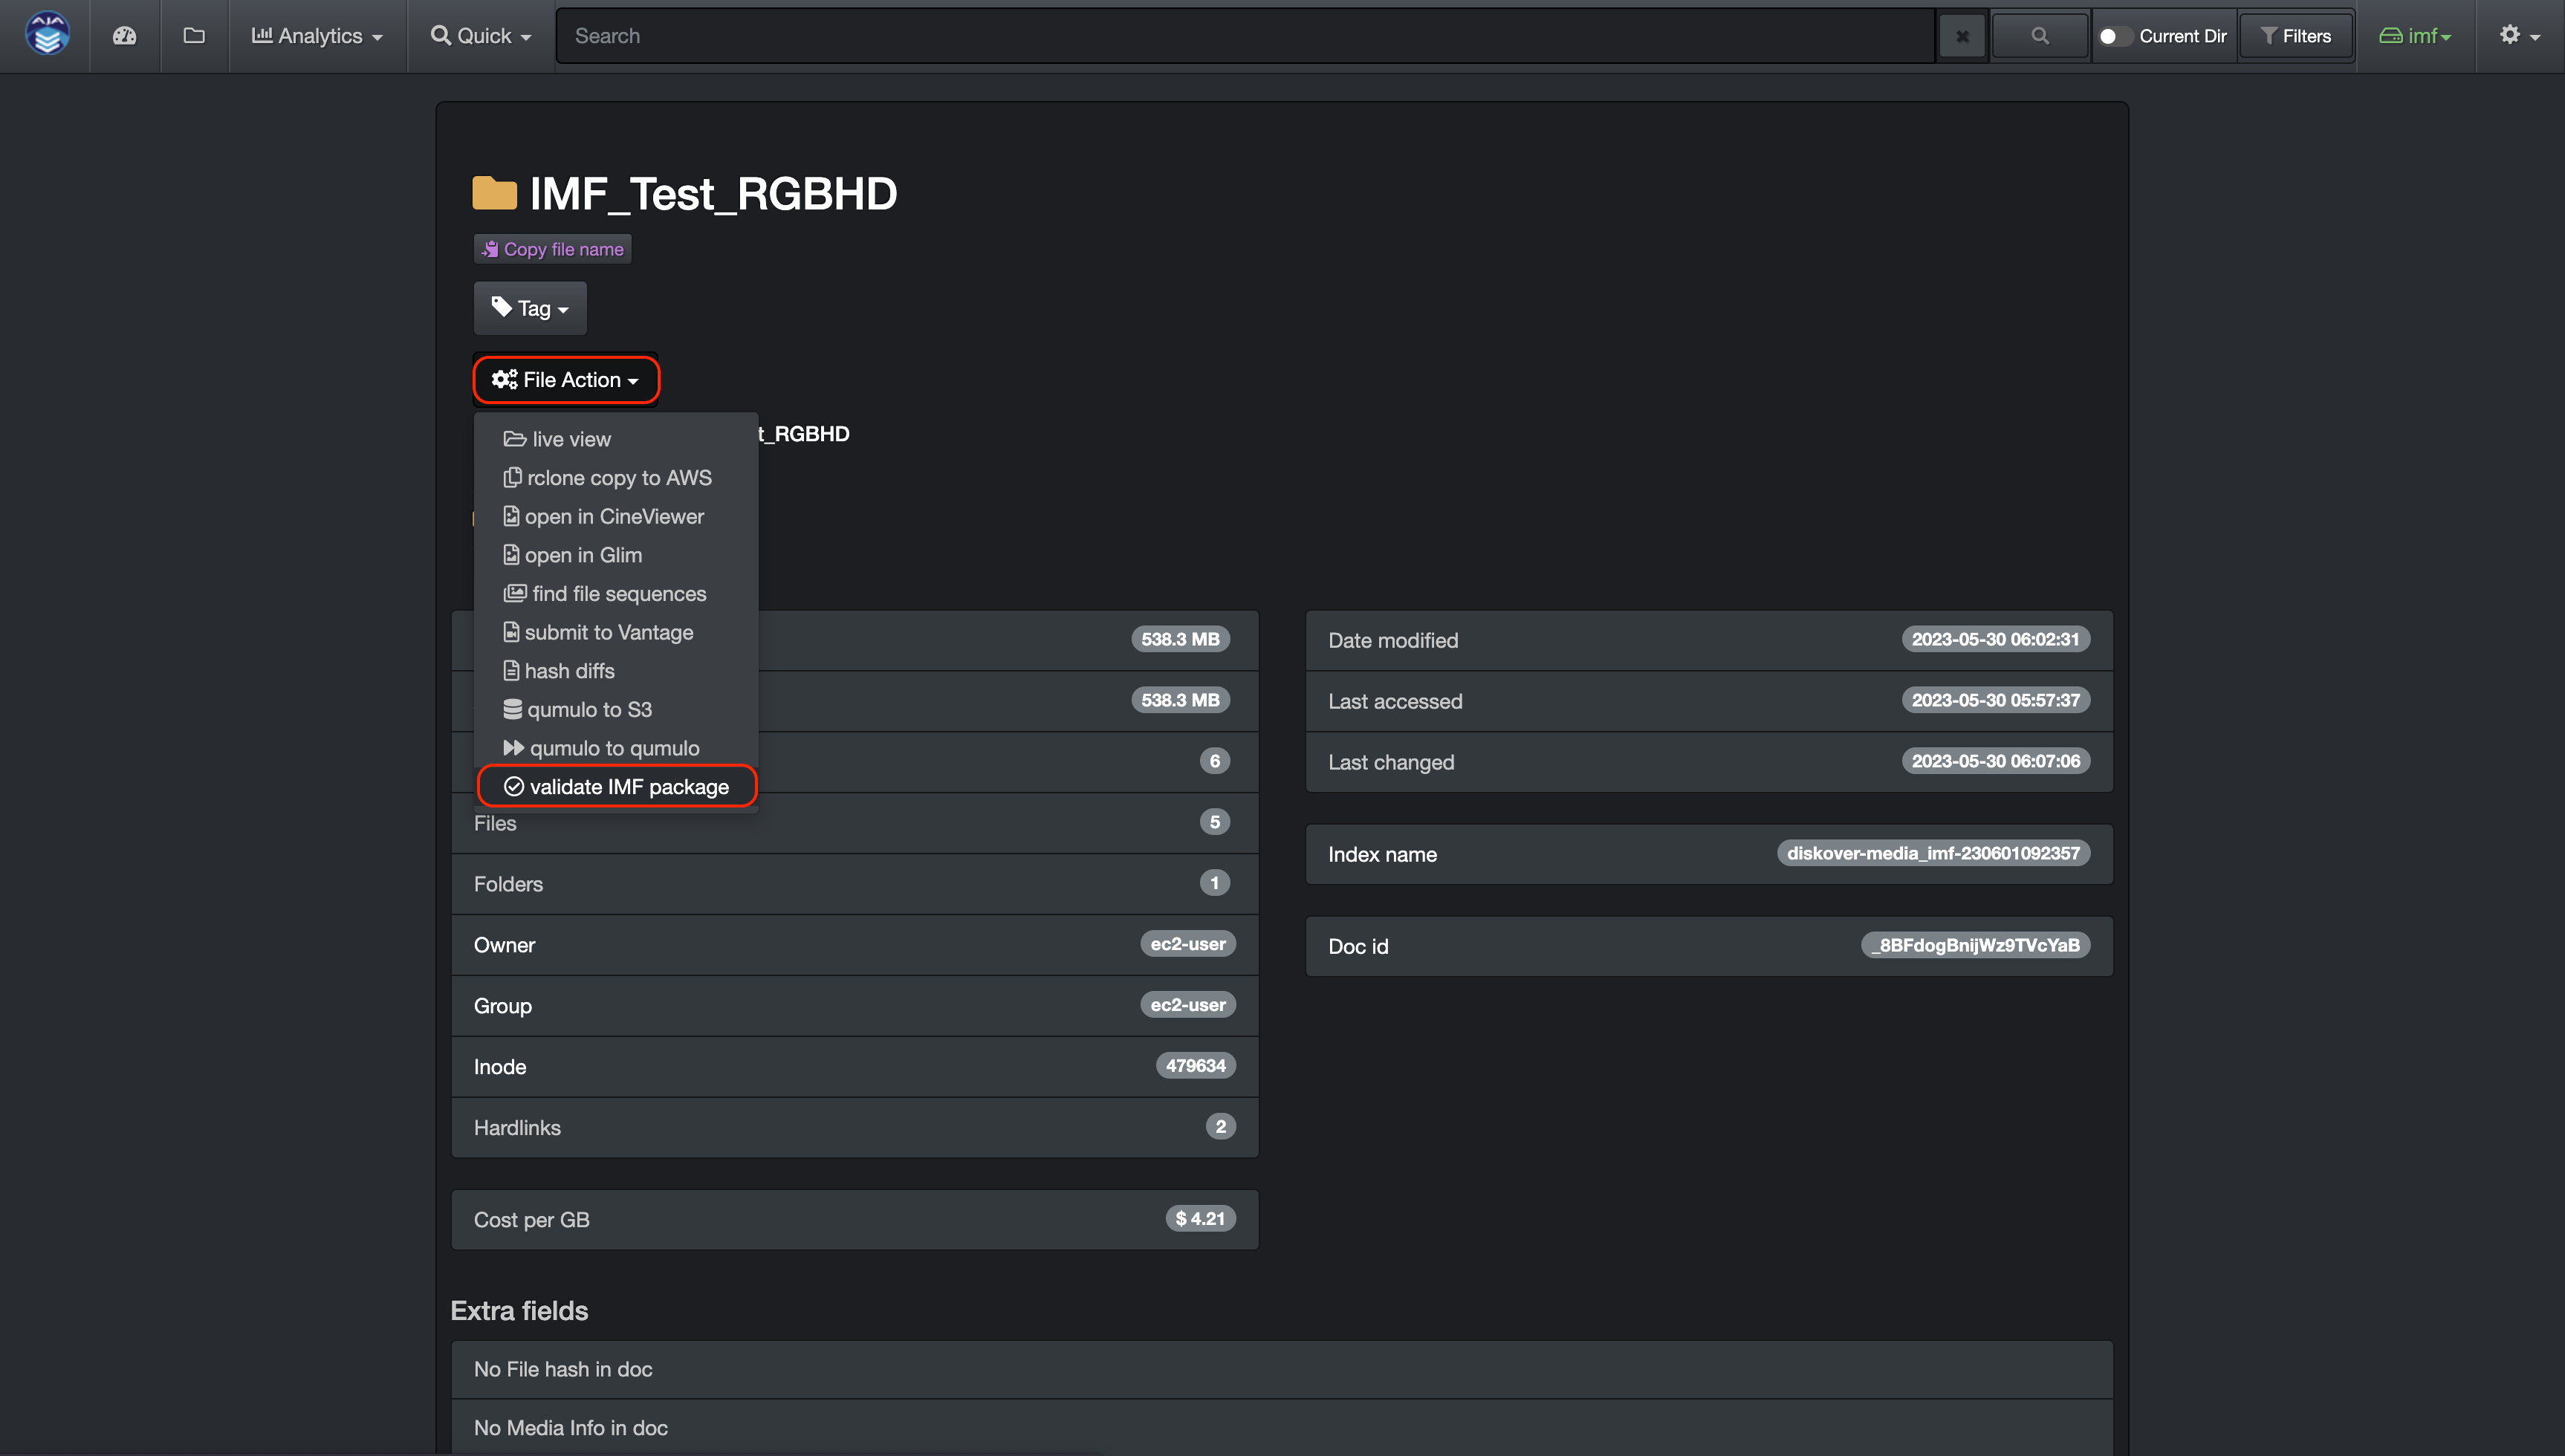 AJA
Analytics
Quick
Search
Current Dir
Filters
imf
IMF_Test_RGBHD
Copy file name
Tag
File Action
t_RGBHD
live view
rclone copy to AWS
open in CineViewer
open in Glim
find file sequences
submit to Vantage
hash diffs
qumulo to S3
qumulo to qumulo
validate IMF package
538.3 MB
538.3 MB
6
Files 5
Folders 1
Owner ec2-user
Group ec2-user
Inode 479634
Hardlinks 2
Cost per GB $ 4.21
Date modified 2023-05-30 06:02:31
Last accessed 2023-05-30 05:57:37
Last changed 2023-05-30 06:07:06
Index name diskover-media_imf-230601092357
Doc id _8BFdogBnijWz9TVcYaB
Extra fields
No File hash in doc
No Media Info in doc